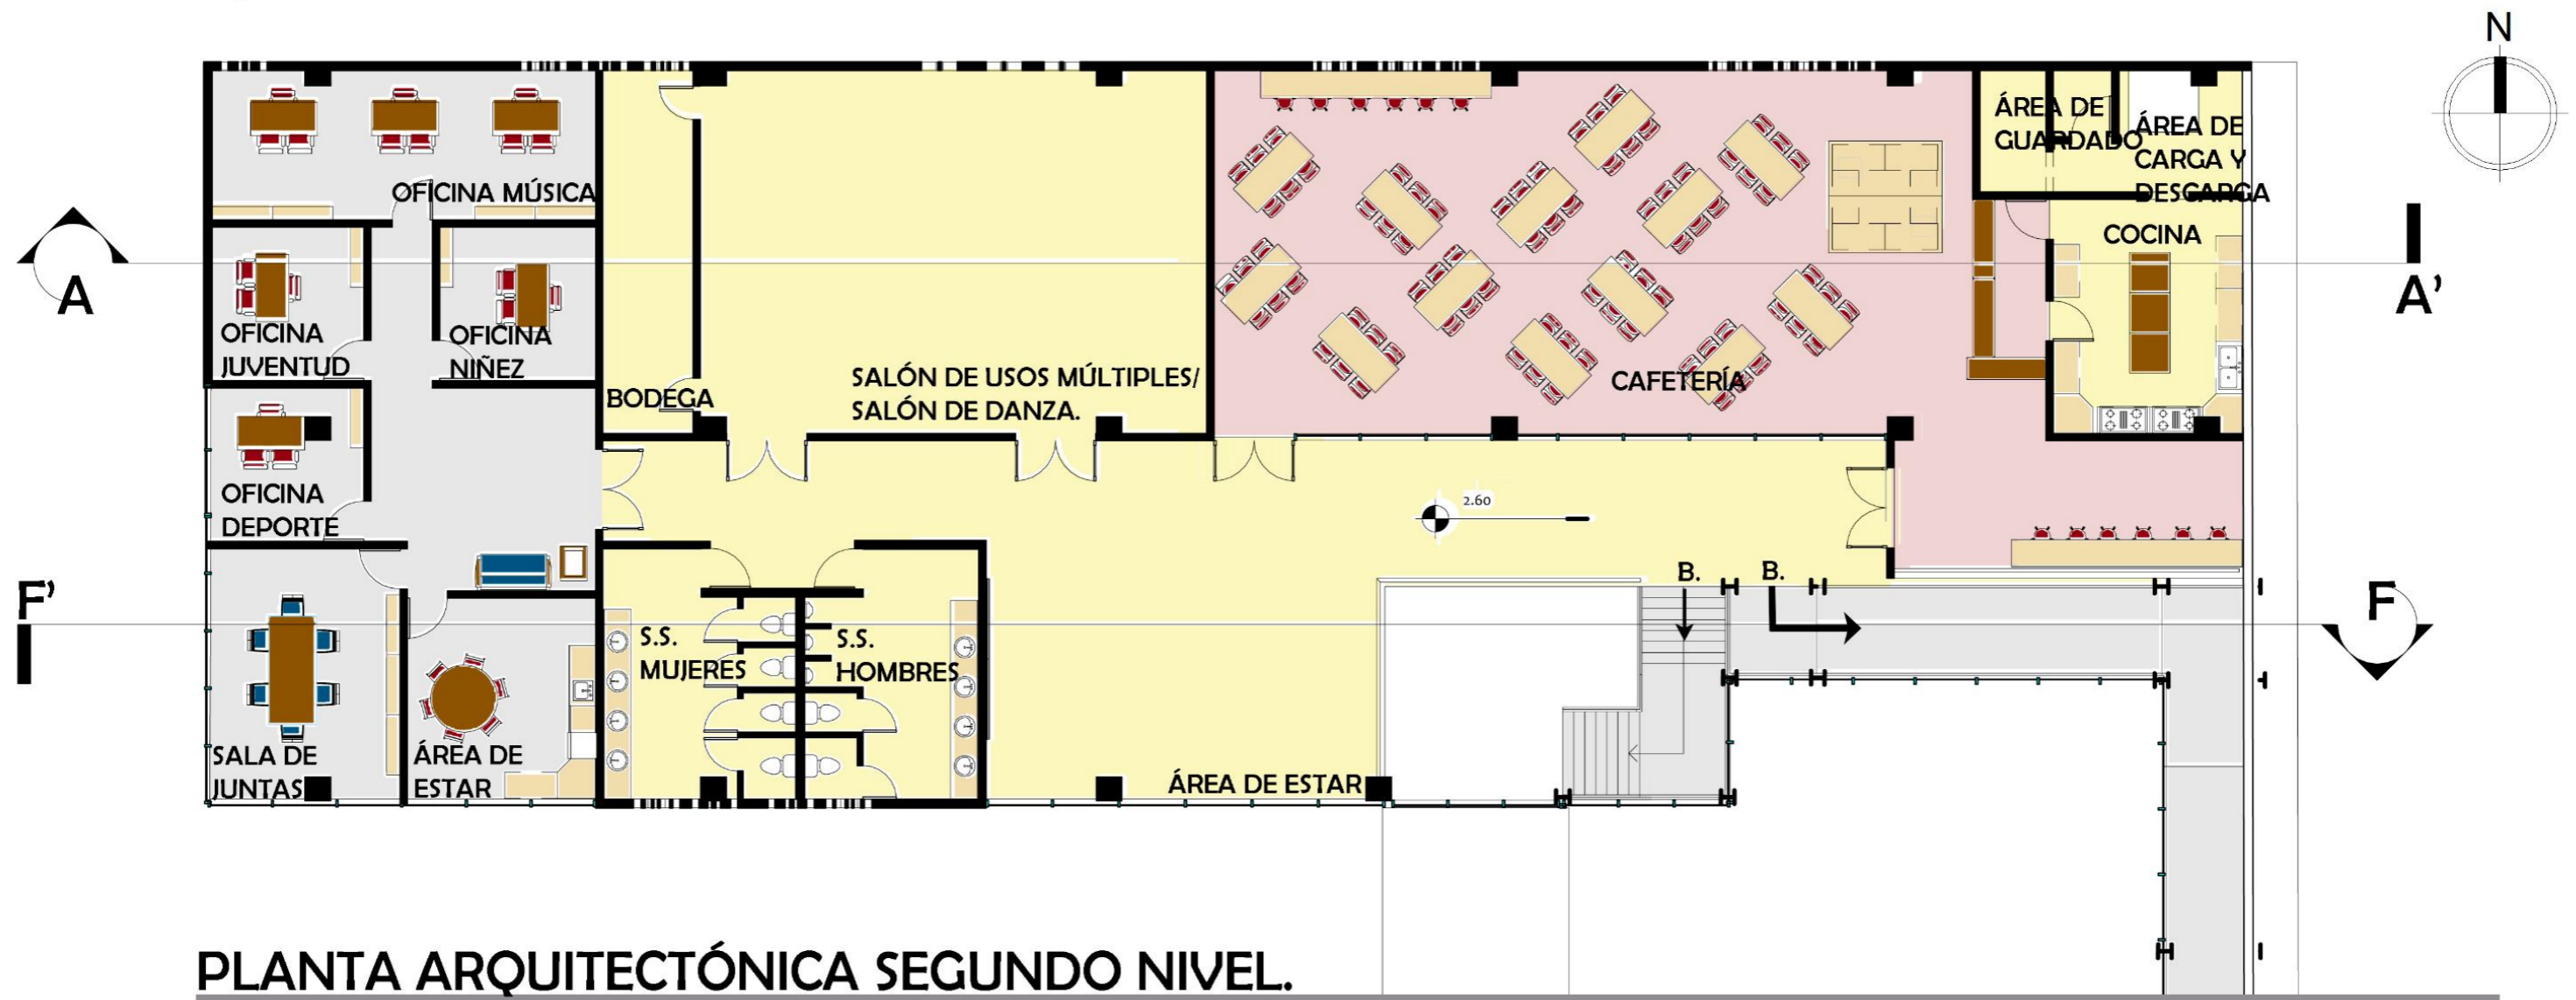 N
OFICINA MÚSICA
ÁREA DE
GUARDADO
ÁREA DE
CARGA Y
DESCARGA
COCINA
A
A'
OFICINA
JUVENTUD
OFICINA
NIÑEZ
BODEGA
SALÓN DE USOS MÚLTIPLES/
SALÓN DE DANZA.
CAFETERÍA
OFICINA
DEPORTE
2.60
B.
B.
F'
F
S.S.
MUJERES
S.S.
HOMBRES
SALA DE
JUNTAS
ÁREA DE
ESTAR
ÁREA DE ESTAR
PLANTA ARQUITECTÓNICA SEGUNDO NIVEL.